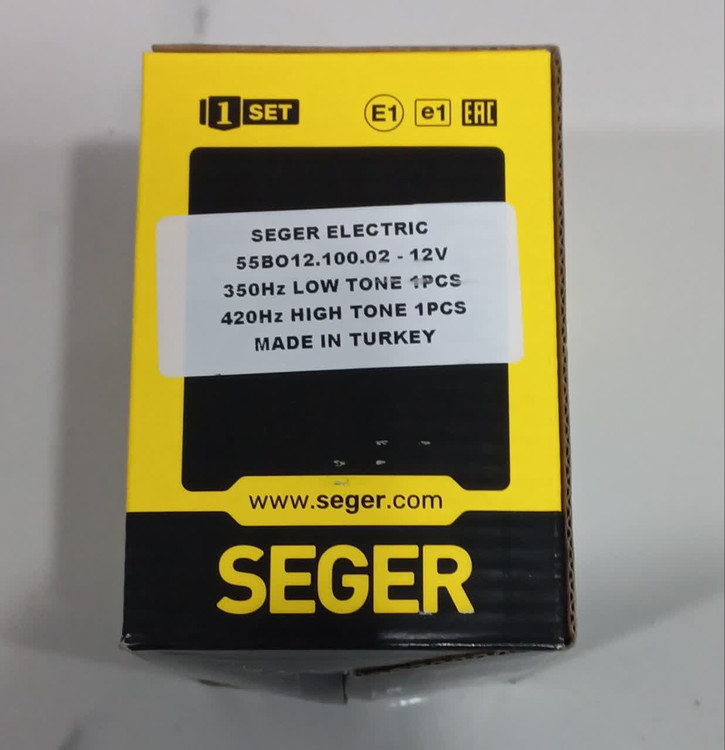 1 SET E1 e1 EAC
SEGER ELECTRIC
55BO12.100.02 - 12V
350Hz LOW TONE 1PCS
420Hz HIGH TONE 1PCS
MADE IN TURKEY
www.seger.com
SEGER